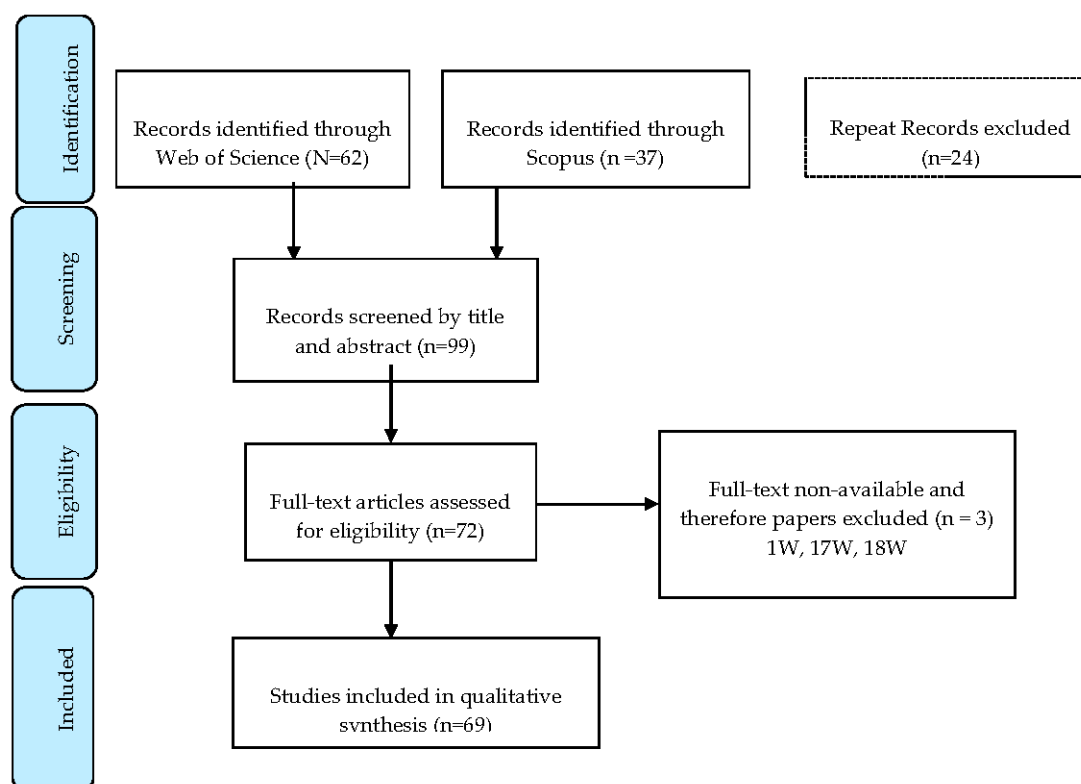 Identification
Records identified through
Web of Science (N=62)
Records identified through
Scopus (n =37)
Repeat Records excluded
(n=24)
Screening
Records screened by title
and abstract (n=99)
Eligibility
Full-text articles assessed
for eligibility (n=72)
Full-text non-available and
therefore papers excluded (n = 3)
1W, 17W, 18W
Included
Studies included in qualitative
synthesis (n=69)